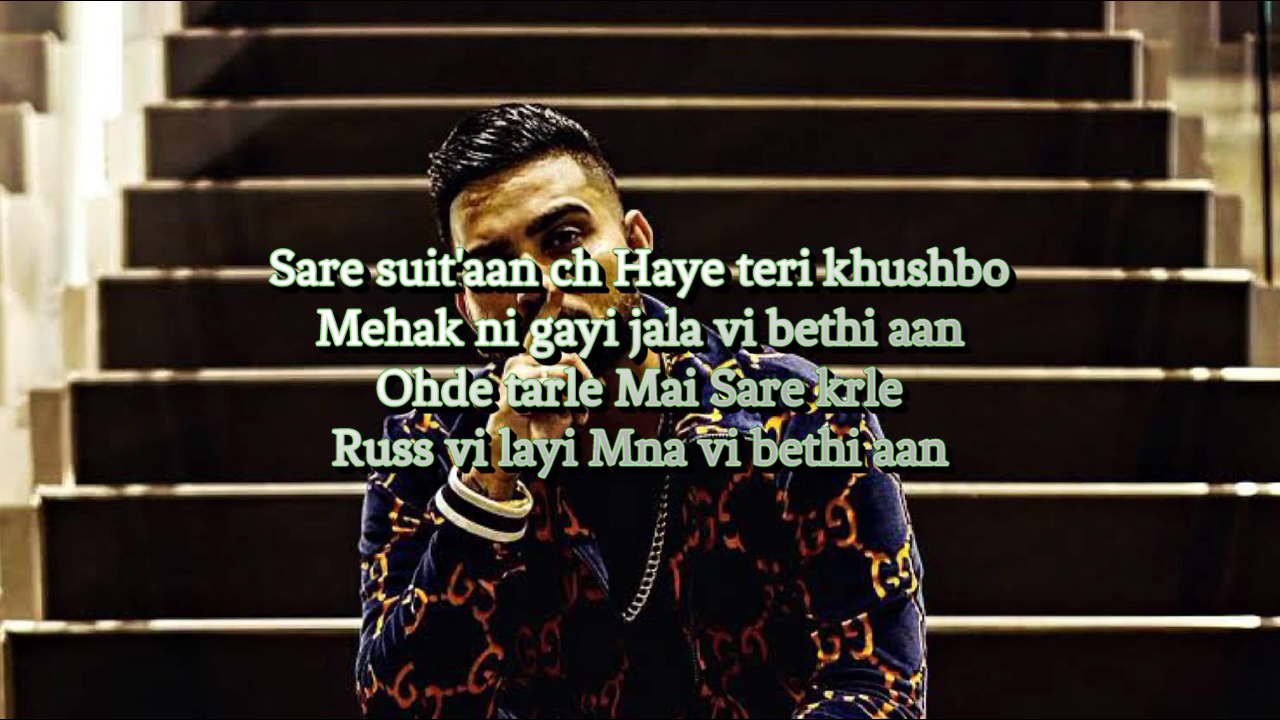 Sare suit'aan ch Haye teri khushbo
Mehak ni gayi jala vi bethi aan
Ohde tarle Mai Sare krle
Russ vi layi Mna vi bethi aan